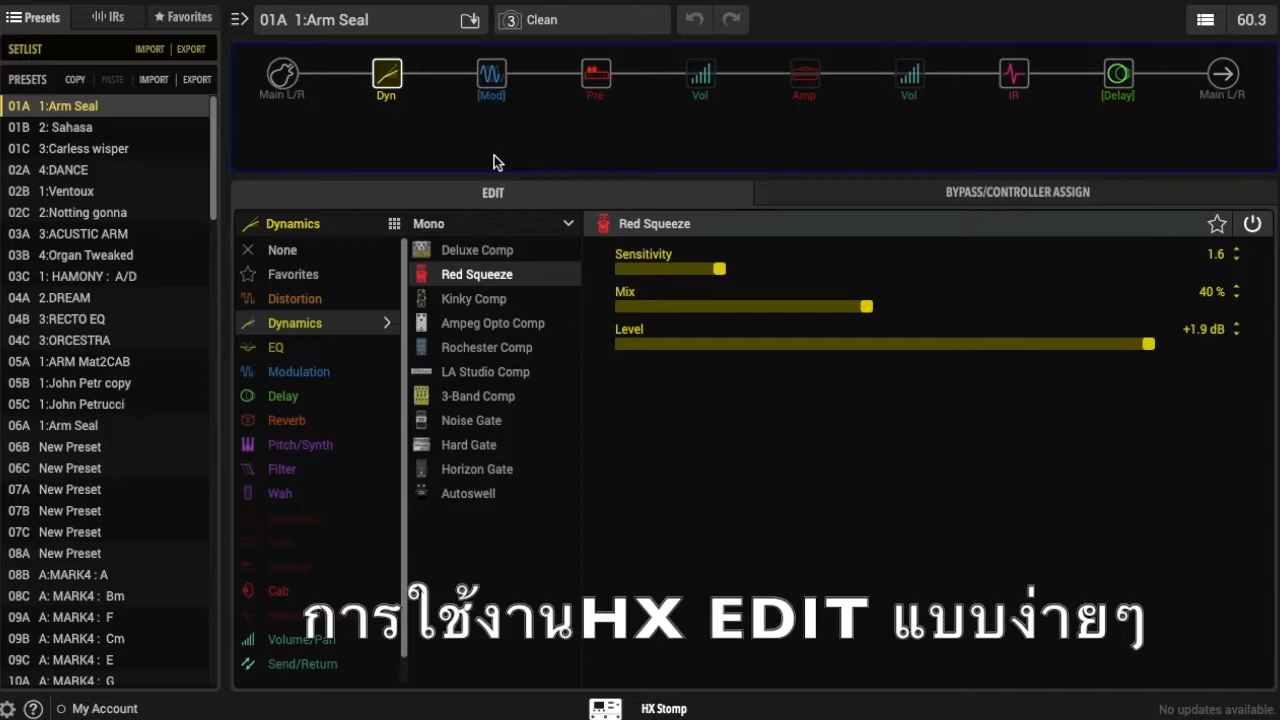 Presets IRs Favorites
01A 1:Arm Seal 3 Clean 60.3
SETLIST IMPORT | EXPORT
PRESETS COPY PASTE IMPORT | EXPORT
01A 1:Arm Seal
01B 2: Sahasa
01C 3:Carless wisper
02A 4:DANCE
02B 1:Ventoux
02C 2:Notting gonna
03A 3:ACUSTIC ARM
03B 4:Organ Tweaked
03C 1: HAMONY : A/D
04A 2.DREAM
04B 3:RECTO EQ
04C 3:ORCESTRA
05A 1:ARM Mat2CAB
05B 1:John Petr copy
05C 1:John Petrucci
06A 1:Arm Seal
06B New Preset
06C New Preset
07A New Preset
07B New Preset
07C New Preset
08A New Preset
08B A:MARK4 : A
08C A: MARK4 : Bm
09A A: MARK4 : F
09B A: MARK4 : Cm
09C A: MARK4 : E
10A A: MARK4 : G
Main L/R Dyn [Mod] Pre Vol Amp Vol IR [Delay] Main L/R
EDIT BYPASS/CONTROLLER ASSIGN
Dynamics
None
Favorites
Distortion
Dynamics
EQ
Modulation
Delay
Reverb
Pitch/Synth
Filter
Wah
Cab
Volume/Pan
Send/Return
Mono
Deluxe Comp
Red Squeeze
Kinky Comp
Ampeg Opto Comp
Rochester Comp
LA Studio Comp
3-Band Comp
Noise Gate
Hard Gate
Horizon Gate
Autoswell
Red Squeeze
Sensitivity 1.6
Mix 40 %
Level +1.9 dB
การใช้งานHX EDIT แบบง่ายๆ
My Account HX Stomp No updates available.